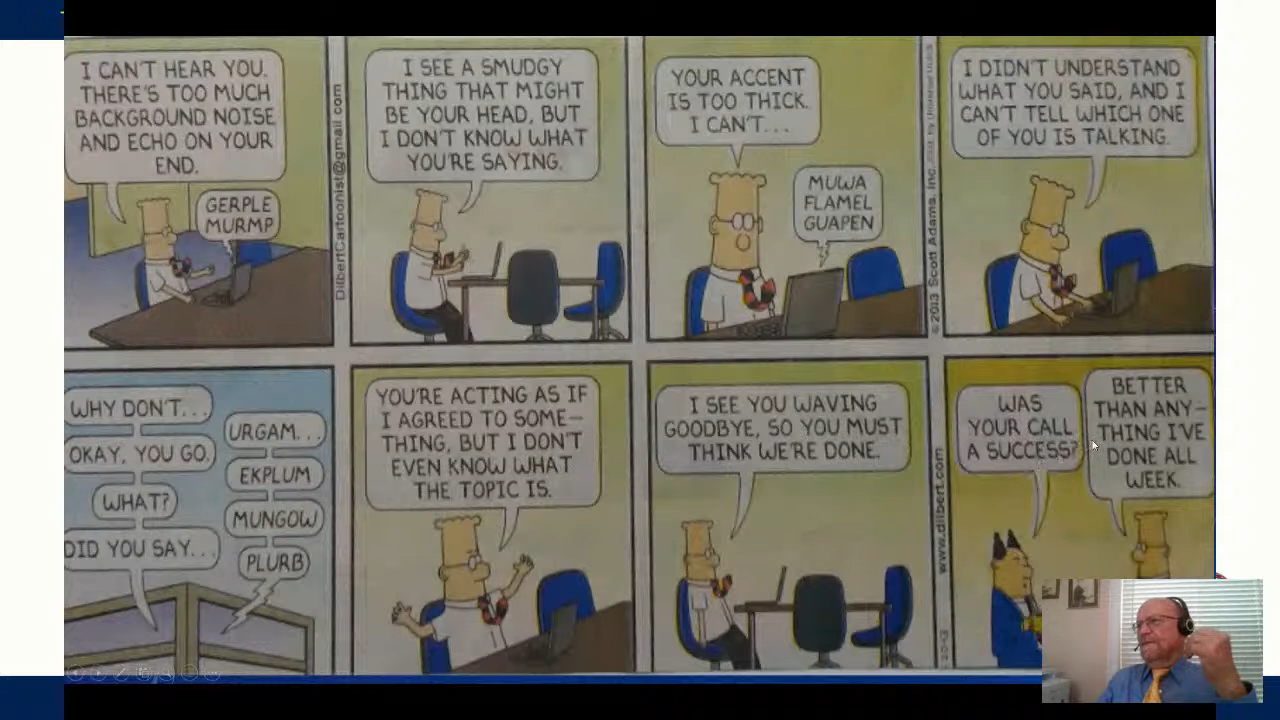 I CAN'T HEAR YOU.
THERE'S TOO MUCH
BACKGROUND NOISE
AND ECHO ON YOUR
END.
GERPLE
MURMP
DilbertCartoonist@gmail.com
I SEE A SMUDGY
THING THAT MIGHT
BE YOUR HEAD, BUT
I DON'T KNOW WHAT
YOU'RE SAYING.
YOUR ACCENT
IS TOO THICK.
I CAN'T...
MUWA
FLAMEL
GUAPEN
©2013 Scott Adams, Inc.
I DIDN'T UNDERSTAND
WHAT YOU SAID, AND I
CAN'T TELL WHICH ONE
OF YOU IS TALKING.
WHY DON'T...
URGAM...
OKAY, YOU GO.
EKPLUM
WHAT?
MUNGOW
DID YOU SAY...
PLURB
YOU'RE ACTING AS IF
I AGREED TO SOME-
THING, BUT I DON'T
EVEN KNOW WHAT
THE TOPIC IS.
I SEE YOU WAVING
GOODBYE, SO YOU MUST
THINK WE'RE DONE.
www.dilbert.com
WAS
YOUR CALL
A SUCCESS?
BETTER
THAN ANY-
THING I'VE
DONE ALL
WEEK.